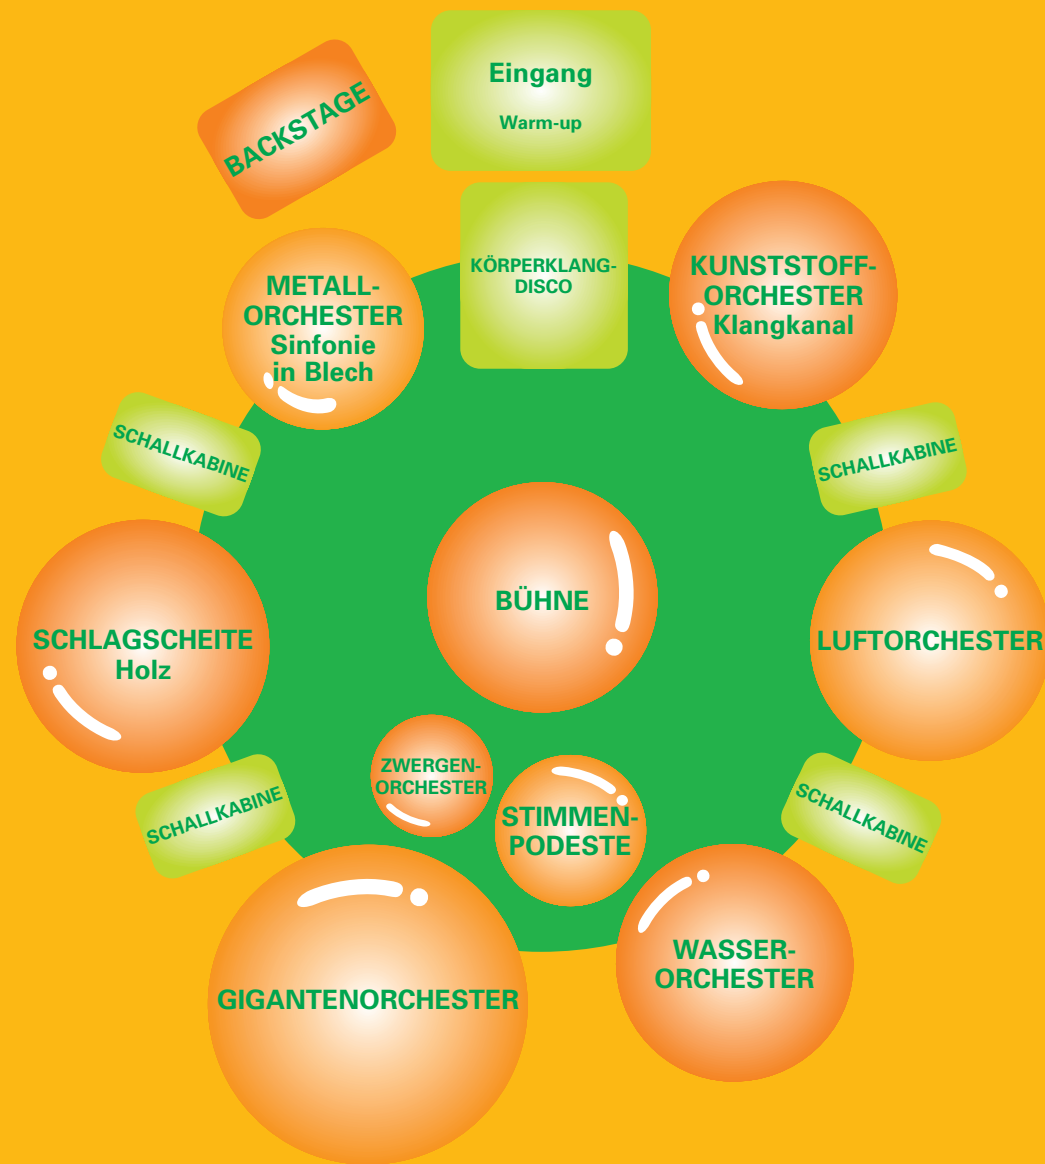 BACKSTAGE
Eingang
Warm-up
KÖRPERKLANG-
DISCO
METALL-
ORCHESTER
Sinfonie
in Blech
KUNSTSTOFF-
ORCHESTER
Klangkanal
SCHALLKABINE
SCHALLKABINE
SCHLAGSCHEITE
Holz
BÜHNE
LUFTORCHESTER
ZWERGEN-
ORCHESTER
STIMMEN-
PODESTE
SCHALLKABINE
SCHALLKABINE
GIGANTENORCHESTER
WASSER-
ORCHESTER